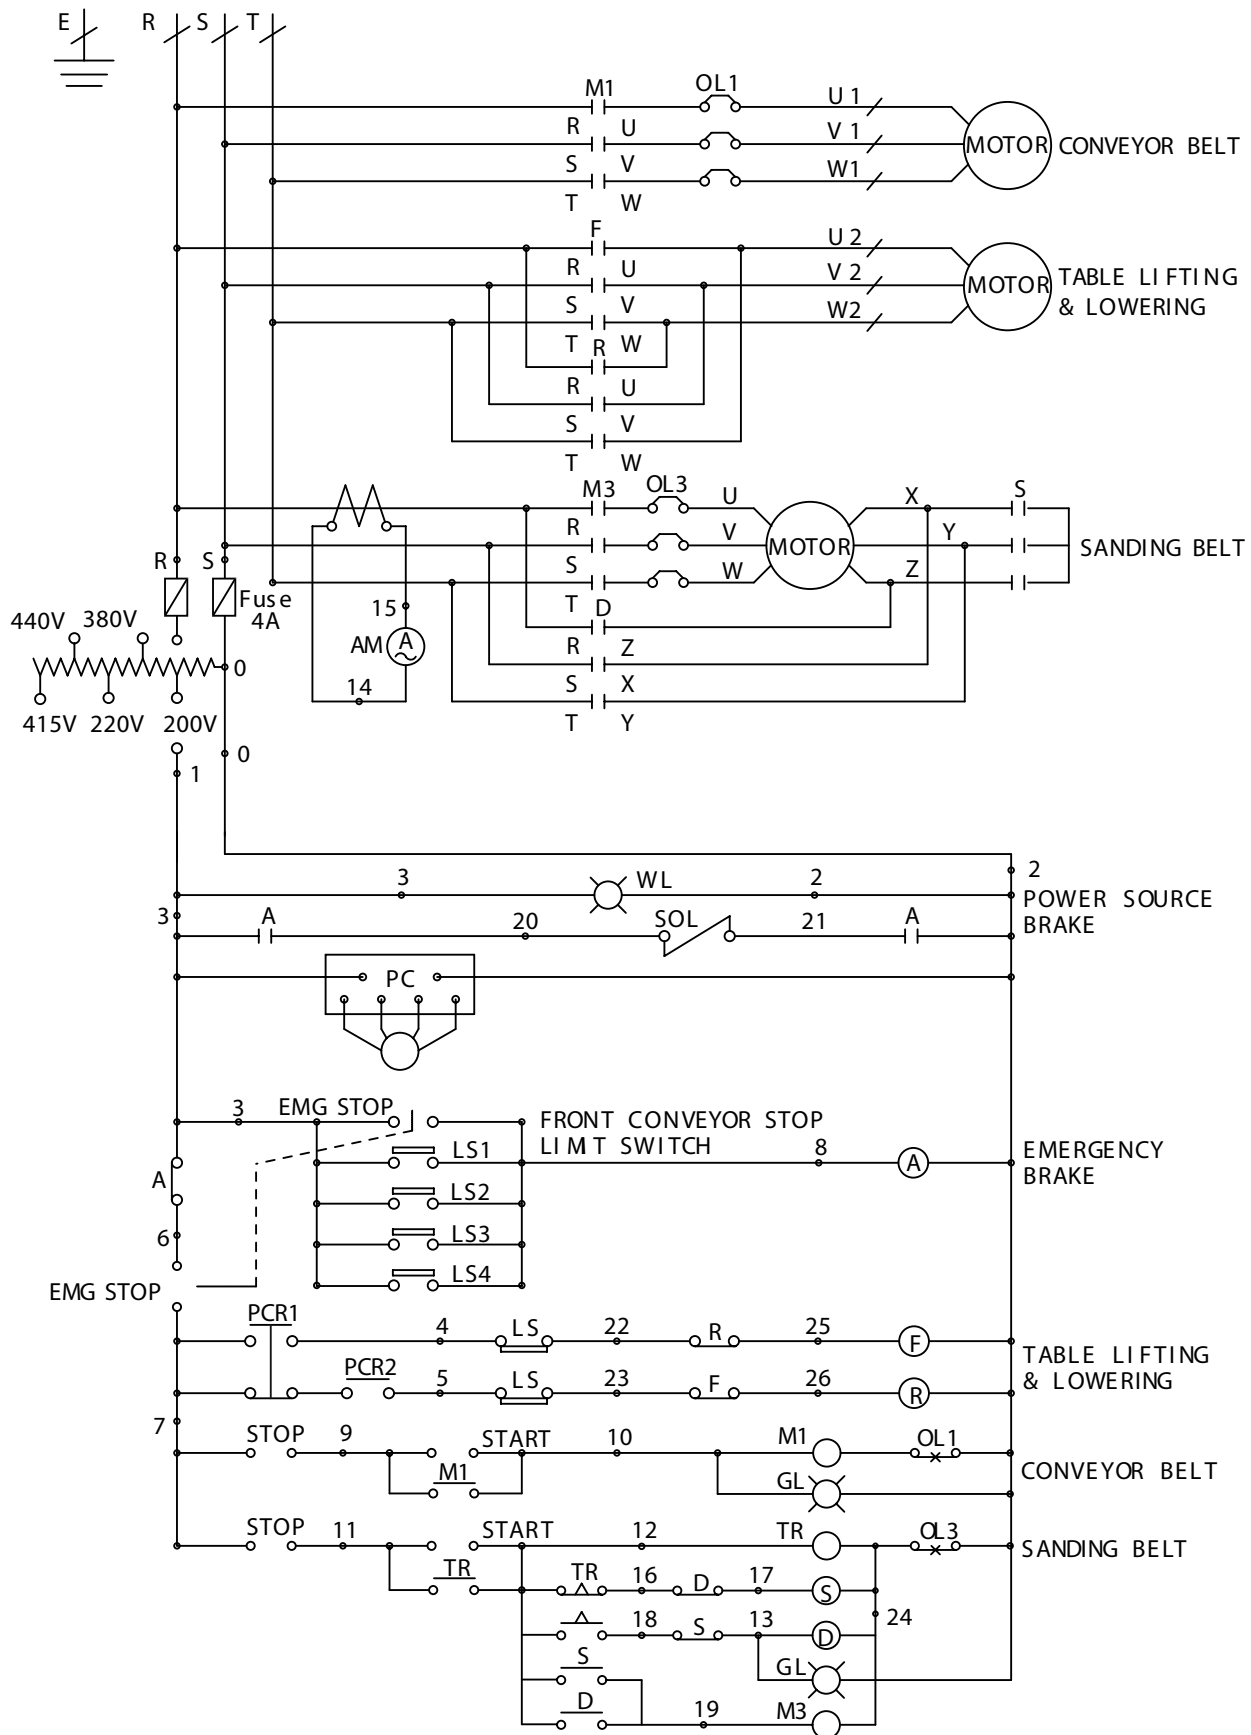 E R S T
M1 OL1 U 1
R U V 1 MOTOR CONVEYOR BELT
S V W1
T W
F U 2
R U V 2 MOTOR TABLE LIFTING
S V W2 & LOWERING
T R W
R U
S V
T W
M3 OL3 U X S
R V MOTOR Y SANDING BELT
S W Z
T D
R S
Fuse
4A
15
AM A
14
R Z
S X
T Y
440V 380V
0
415V 220V 200V
0
1
2
3 WL 2 POWER SOURCE
BRAKE
3 A 20 SOL 21 A
PC
3 EMG STOP FRONT CONVEYOR STOP
LIMIT SWITCH
LS1 8 A EMERGENCY
BRAKE
A LS2
6 LS3
LS4
EMG STOP
PCR1 4 LS 22 R 25 F TABLE LIFTING
& LOWERING
PCR2 5 LS 23 F 26 R
7
STOP 9 START 10 M1 OL1 CONVEYOR BELT
M1 GL
STOP 11 START 12 TR OL3 SANDING BELT
TR TR 16 D 17 S
24
18 S 13 D
S GL
D 19 M3